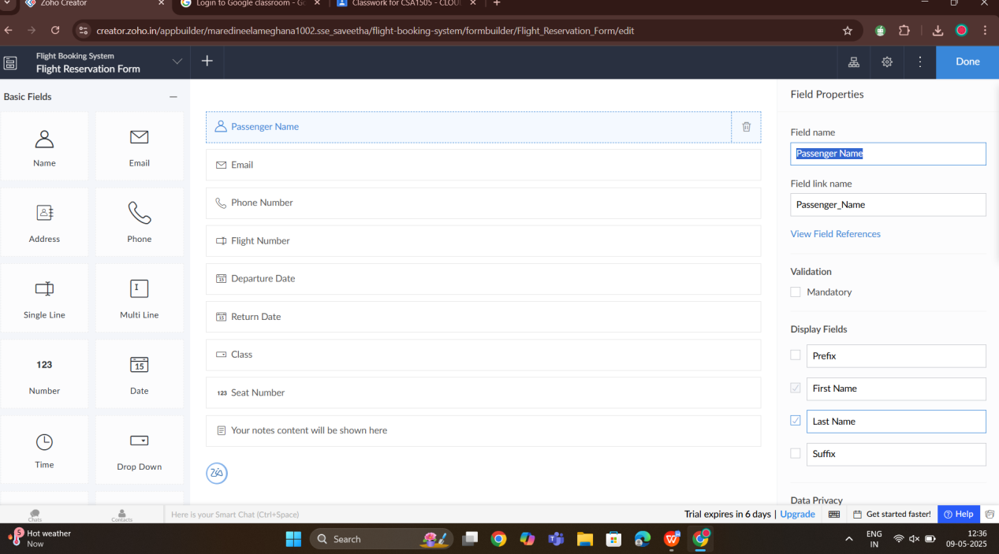 Zoho Creator
Login to Google classroom - Go
Classwork for CSA1505 - CLOU
creator.zoho.in/appbuilder/maredineelameghana1002.sse_saveetha/flight-booking-system/formbuilder/Flight_Reservation_Form/edit
Flight Booking System
Flight Reservation Form
Done
Basic Fields
Name
Email
Address
Phone
Single Line
Multi Line
123
Number
15
Date
Time
Drop Down
Passenger Name
Email
Phone Number
Flight Number
Departure Date
Return Date
Class
123 Seat Number
Your notes content will be shown here
Field Properties
Field name
Passenger Name
Field link name
Passenger_Name
View Field References
Validation
Mandatory
Display Fields
Prefix
First Name
Last Name
Suffix
Data Privacy
Chats
Contacts
Here is your Smart Chat (Ctrl+Space)
Trial expires in 6 days | Upgrade
Get started faster!
Help
5
Hot weather
Now
Search
ENG
IN
12:36
09-05-2025